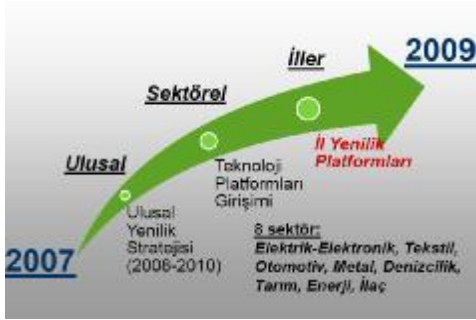 2009
İller
Sektörel
İl Yenilik
Platformları
Ulusal
Teknoloji
Platformları
Girişimi
Ulusal
Yenilik
Stratejisi
(2006-2010)
2007
8 sektör:
Elektrik-Elektronik, Tekstil,
Otomotiv, Metal, Denizcilik,
Tarım, Enerji, İlaç